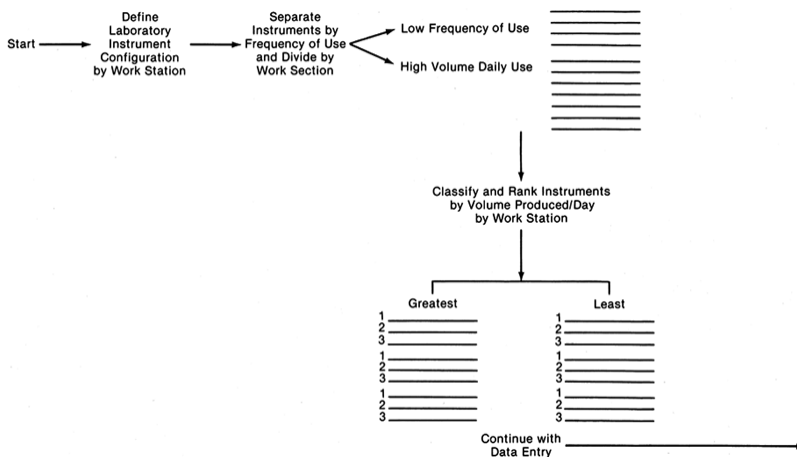 Start
Define
Laboratory
Instrument
Configuration
by Work Station
Separate
Instruments by
Frequency of Use
and Divide by
Work Section
Low Frequency of Use
High Volume Daily Use
Classify and Rank Instruments
by Volume Produced/Day
by Work Station
Greatest
1
2
3
1
2
3
1
2
3
Least
1
2
3
1
2
3
1
2
3
Continue with
Data Entry